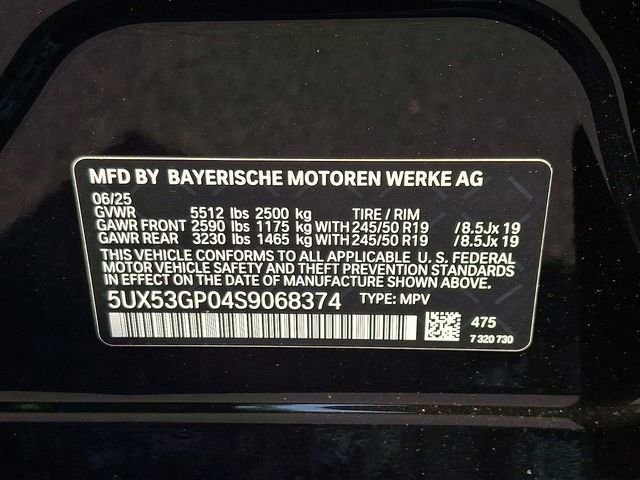 MFD BY BAYERISCHE MOTOREN WERKE AG
06/25
GVWR 5512 lbs 2500 kg TIRE / RIM
GAWR FRONT 2590 lbs 1175 kg WITH 245/50 R19 /8.5Jx 19
GAWR REAR 3230 lbs 1465 kg WITH 245/50 R19 /8.5Jx 19
THIS VEHICLE CONFORMS TO ALL APPLICABLE U. S. FEDERAL
MOTOR VEHICLE SAFETY AND THEFT PREVENTION STANDARDS
IN EFFECT ON THE DATE OF MANUFACTURE SHOWN ABOVE.
5UX53GP04S9068374 TYPE: MPV
475
7 320 730